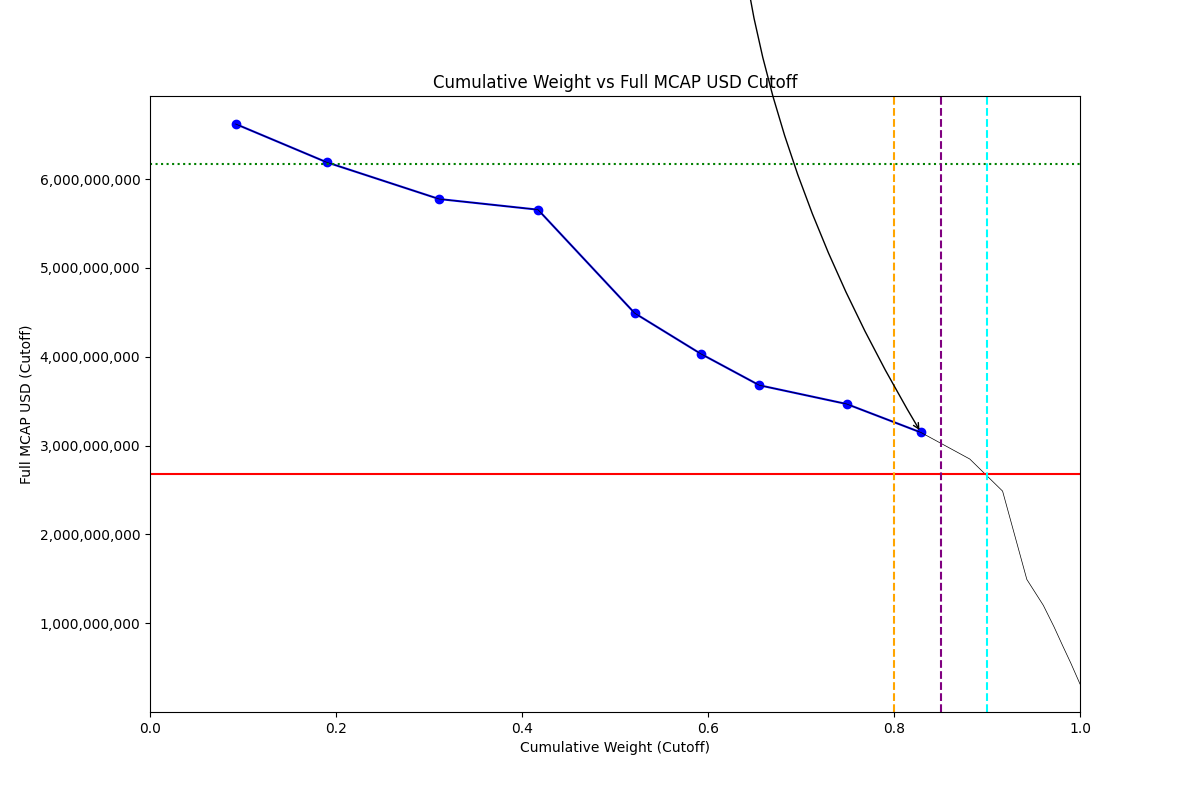 Cumulative Weight vs Full MCAP USD Cutoff
6,000,000,000
5,000,000,000
4,000,000,000
3,000,000,000
2,000,000,000
1,000,000,000
Full MCAP USD (Cutoff)
0.0 0.2 0.4 0.6 0.8 1.0
Cumulative Weight (Cutoff)